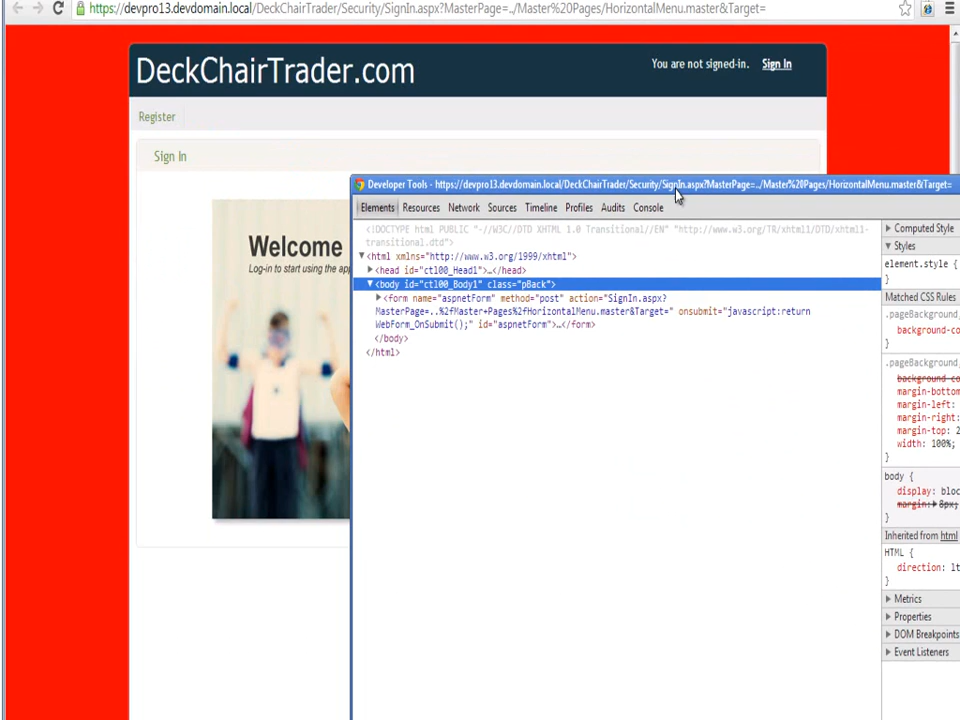 https://devpro13.devdomain.local/DeckChairTrader/Security/SignIn.aspx?MasterPage=../Master%20Pages/HorizontalMenu.master&Target=
DeckChairTrader.com
You are not signed-in. Sign In
Register
Sign In
Welcome
Log-in to start using the app
Developer Tools - https://devpro13.devdomain.local/DeckChairTrader/Security/SignIn.aspx?MasterPage=../Master%20Pages/HorizontalMenu.master&Target=
Elements Resources Network Sources Timeline Profiles Audits Console
<!DOCTYPE html PUBLIC "-//W3C//DTD XHTML 1.0 Transitional//EN" "http://www.w3.org/TR/xhtml1/DTD/xhtml1-
transitional.dtd">
<html xmlns="http://www.w3.org/1999/xhtml">
<head id="ctl00_Head1">…</head>
<body id="ctl00_Body1" class="pBack">
<form name="aspnetForm" method="post" action="SignIn.aspx?
MasterPage=..%2fMaster+Pages%2fHorizontalMenu.master&Target=" onsubmit="javascript:return
WebForm_OnSubmit();" id="aspnetForm">…</form>
</body>
</html>
Computed Style
Styles
element.style {
}
Matched CSS Rules
.pageBackground,
background-co
}
.pageBackground,
background-co
margin-bottom
margin-left:
margin-right:
margin-top: 2
width: 100%;
}
body {
display: bloc
margin: 8px;
}
Inherited from html
HTML {
direction: lt
}
Metrics
Properties
DOM Breakpoints
Event Listeners